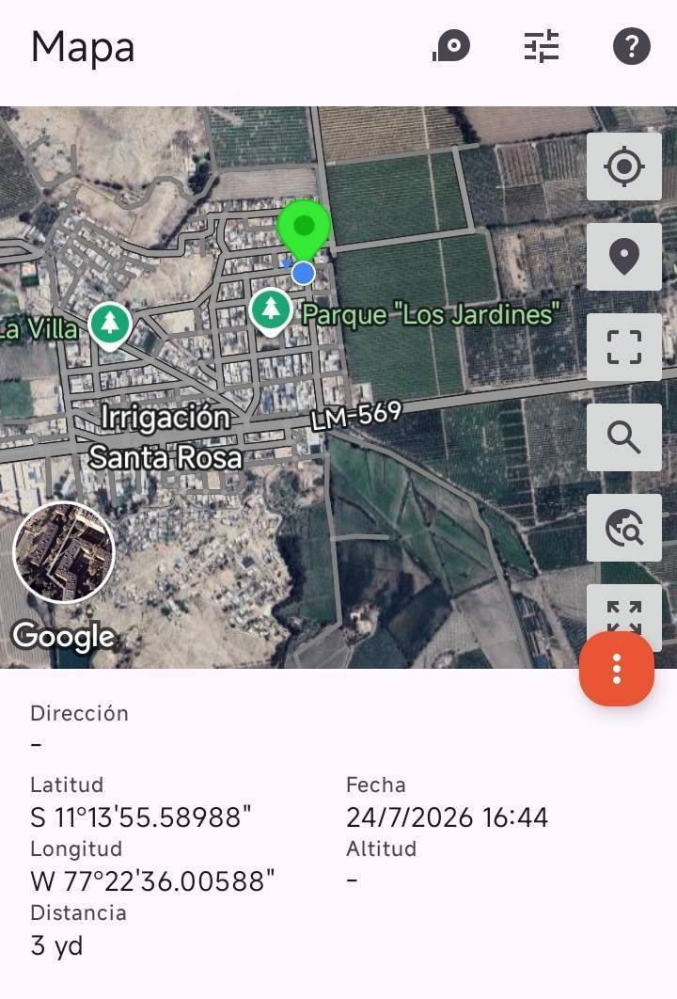 Mapa
Parque "Los Jardines"
La Villa
LM-569
Irrigación
Santa Rosa
Google
Dirección
-
Latitud
S 11°13'55.58988"
Fecha
24/7/2026 16:44
Longitud
W 77°22'36.00588"
Altitud
-
Distancia
3 yd